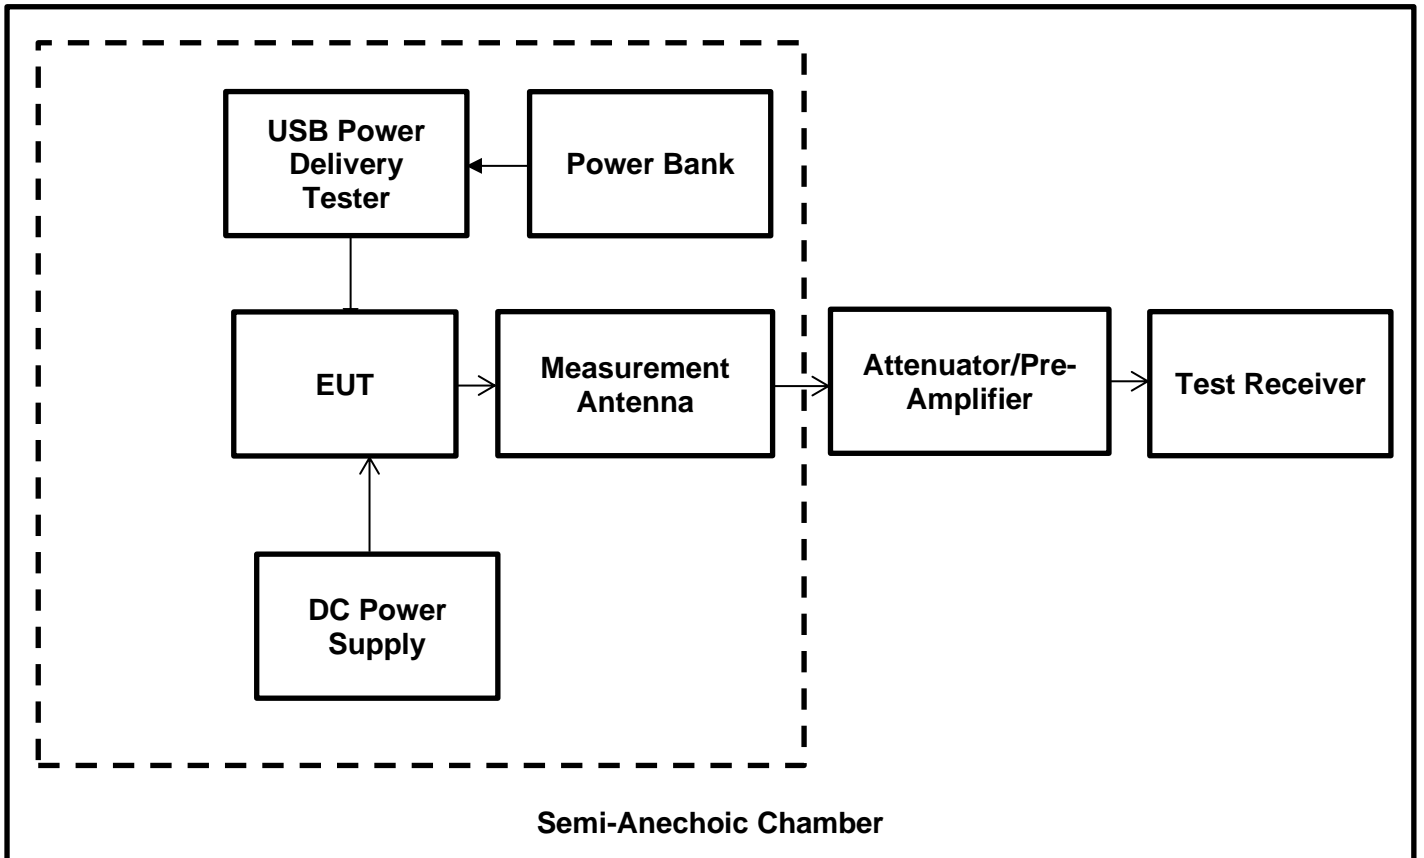 USB Power
Delivery
Tester
Power Bank
EUT
Measurement
Antenna
Attenuator/Pre-
Amplifier
Test Receiver
DC Power
Supply
Semi-Anechoic Chamber